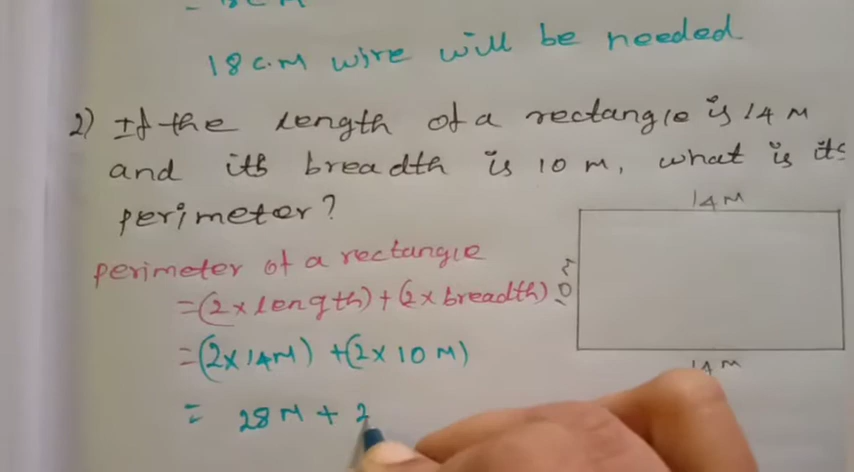 18 c.m wire will be needed
2) If the length of a rectangle is 14 M
and its breadth is 10 m, what is its
perimeter?
14 M
perimeter of a rectangle
= (2 x length) + (2 x breadth)
10 m
= (2 x 14 M) + (2 x 10 M)
14 M
= 28 M + 2